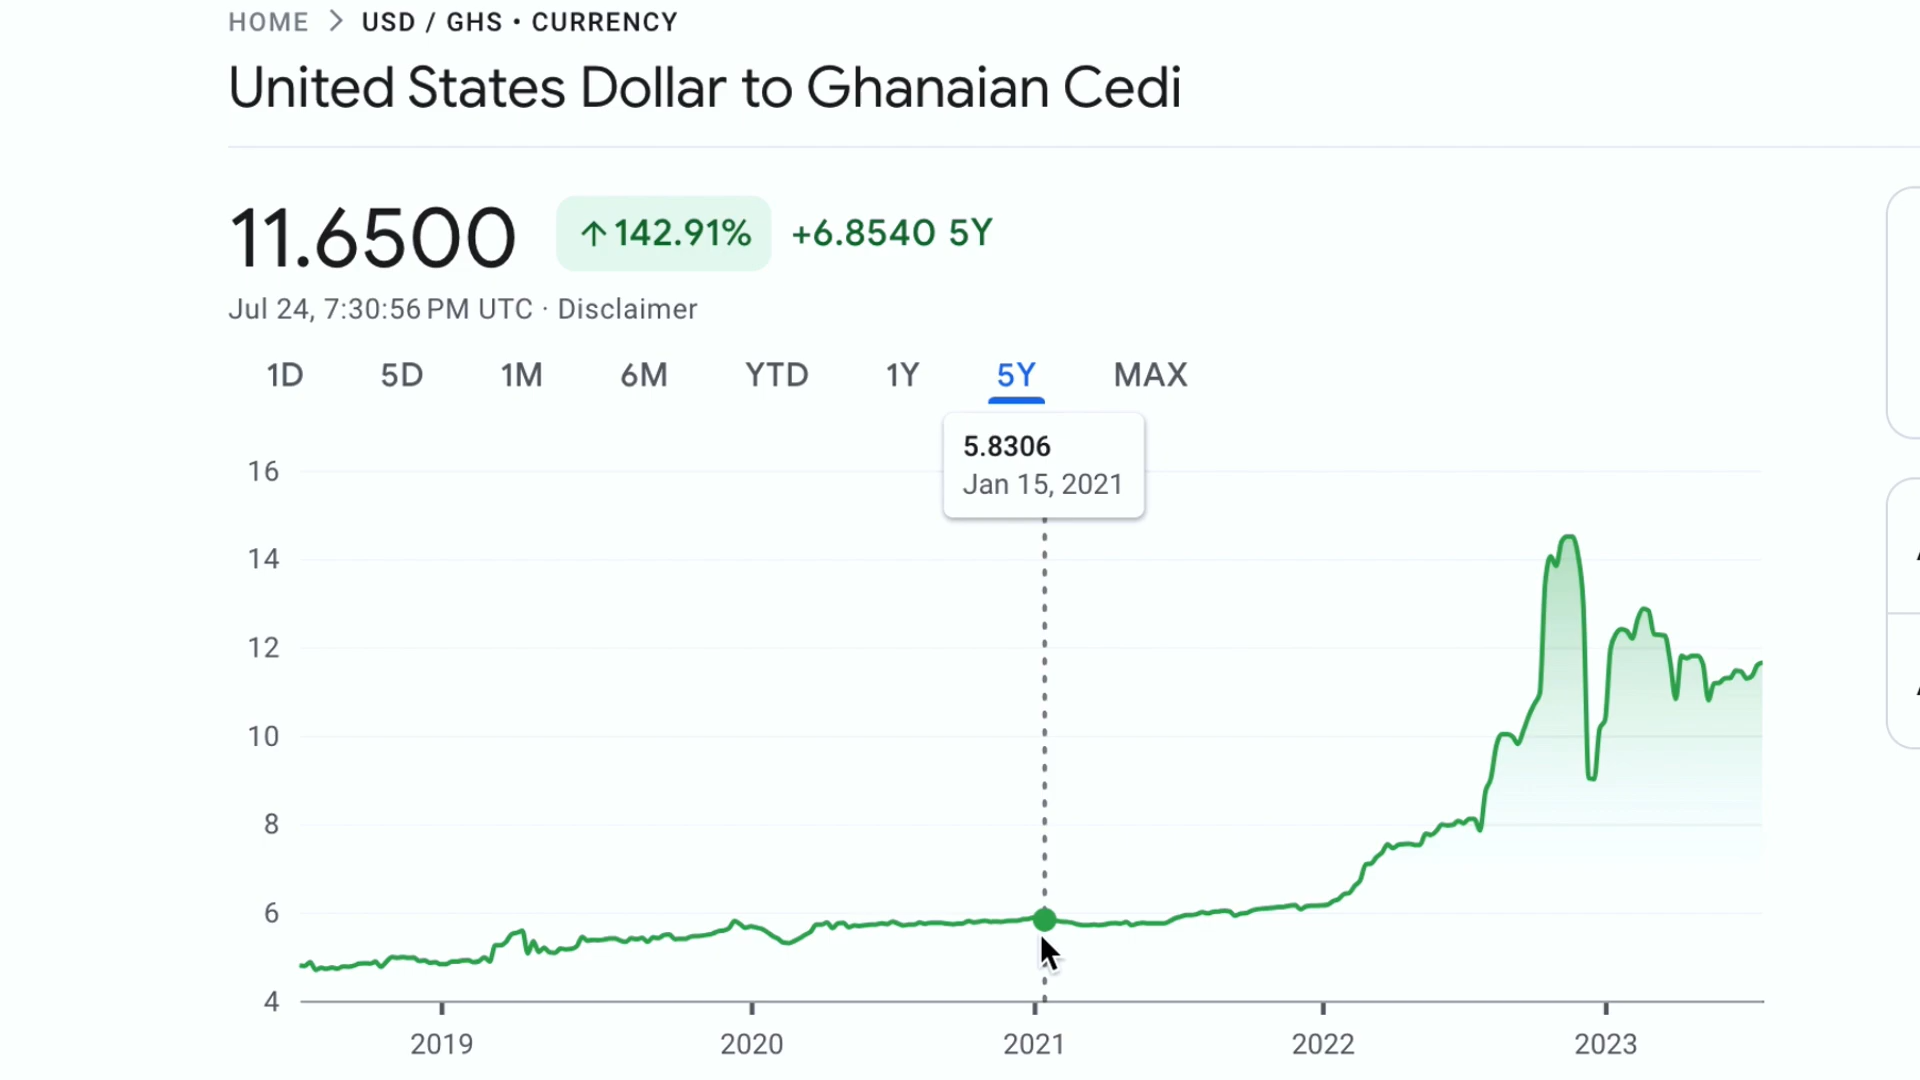 HOME > USD / GHS • CURRENCY
United States Dollar to Ghanaian Cedi
11.6500 ↑142.91% +6.8540 5Y
Jul 24, 7:30:56 PM UTC · Disclaimer
1D 5D 1M 6M YTD 1Y 5Y MAX
5.8306
Jan 15, 2021
16
14
12
10
8
6
4
2019 2020 2021 2022 2023